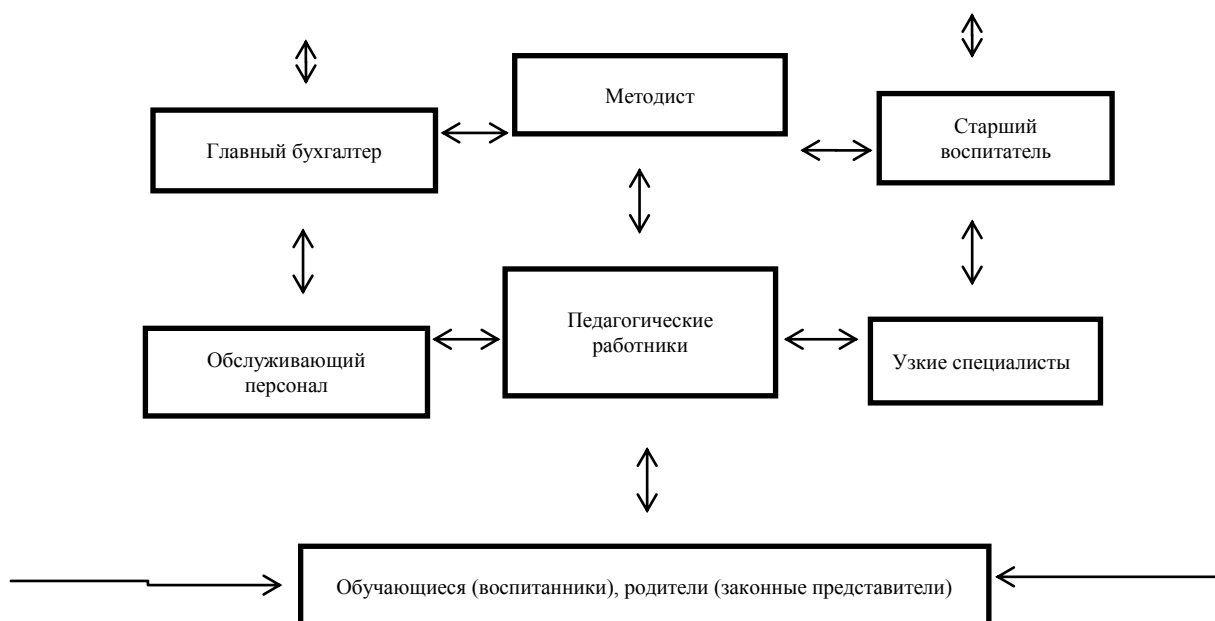 Методист
Главный бухгалтер
Старший
воспитатель
Педагогические
работники
Обслуживающий
персонал
Узкие специалисты
Обучающиеся (воспитанники), родители (законные представители)